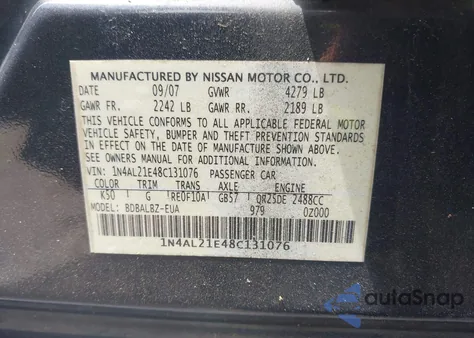 MANUFACTURED BY NISSAN MOTOR CO., LTD.
DATE 09/07 GVWR 4279 LB
GAWR FR. 2242 LB GAWR RR. 2189 LB
THIS VEHICLE CONFORMS TO ALL APPLICABLE FEDERAL MOTOR
VEHICLE SAFETY, BUMPER AND THEFT PREVENTION STANDARDS
IN EFFECT ON THE DATE OF MANUFACTURE SHOWN ABOVE.
SEE OWNERS MANUAL FOR ADDITIONAL INFORMATION.
VIN: 1N4AL21E48C131076 PASSENGER CAR
COLOR TRIM TRANS AXLE ENGINE
K50 G RE0F10A GB57 QR25DE 2488CC
MODEL: BDBALBZ-EUA 979 0Z000
1N4AL21E48C131076
autaSnap